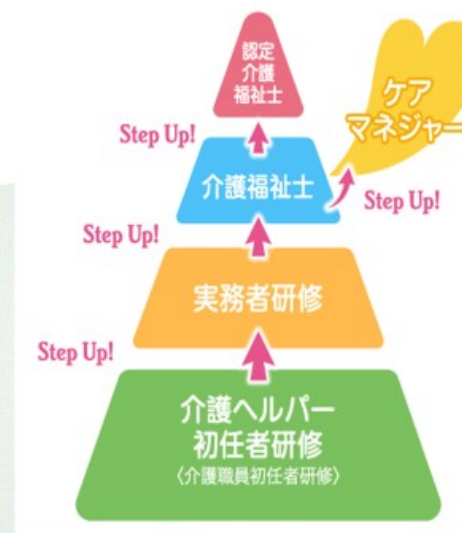 認定
介護
福祉士
ケア
マネジャー
Step Up!
介護福祉士
Step Up!
Step Up!
実務者研修
Step Up!
介護ヘルパー
初任者研修
〈介護職員初任者研修〉